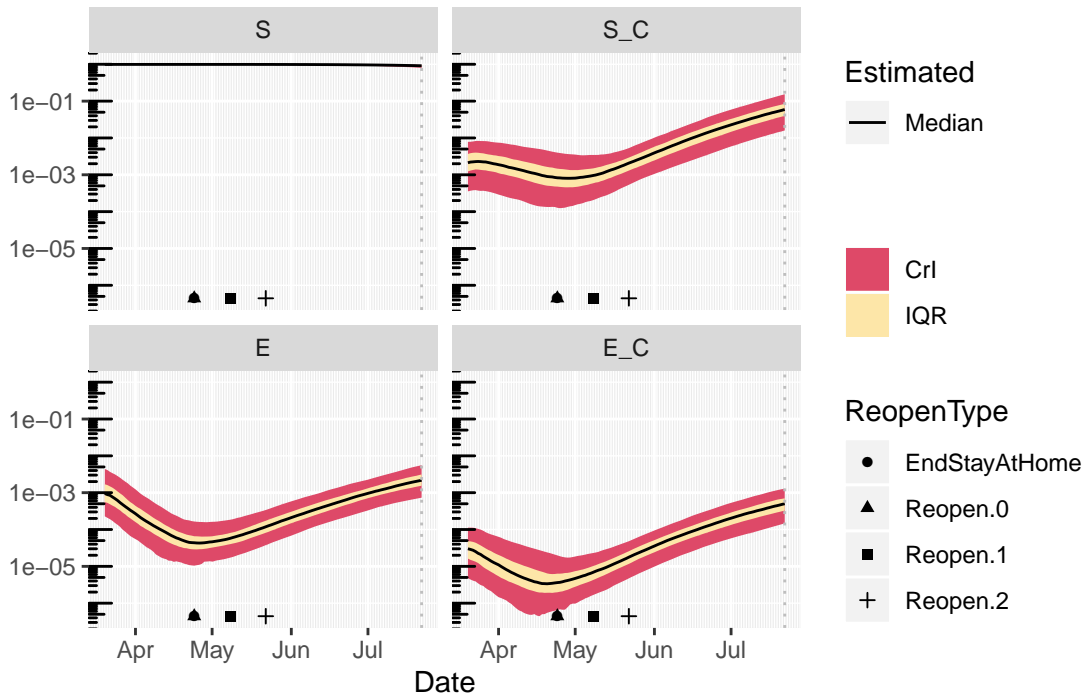 S
S_C
1e−01
1e−03
1e−05
E
E_C
1e−01
1e−03
1e−05
Apr
May
Jun
Jul
Apr
May
Jun
Jul
Date
Estimated
Median
CrI
IQR
ReopenType
EndStayAtHome
Reopen.0
Reopen.1
Reopen.2